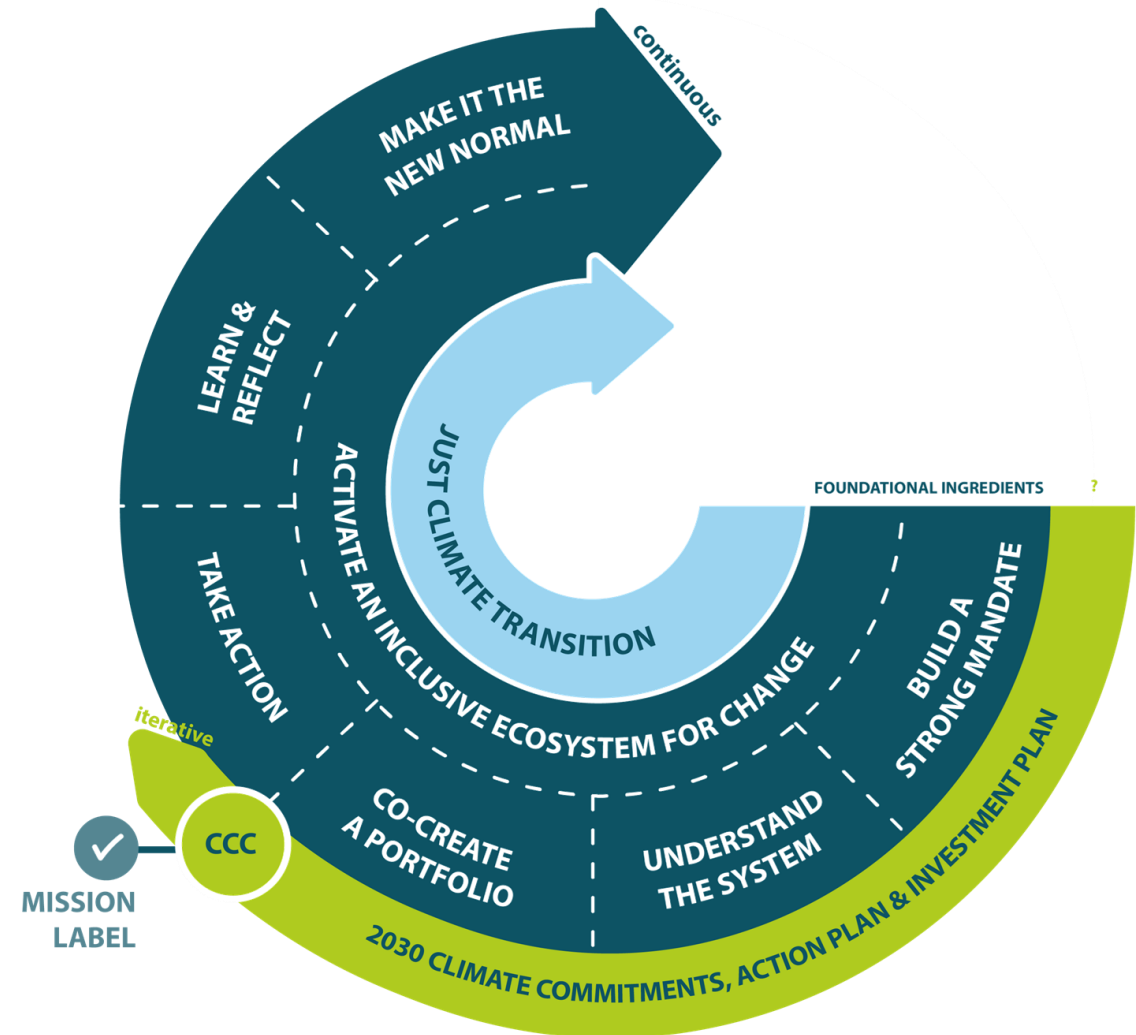 continuous
MAKE IT THE
NEW NORMAL
LEARN &
REFLECT
JUST CLIMATE TRANSITION
ACTIVATE AN INCLUSIVE ECOSYSTEM FOR CHANGE
FOUNDATIONAL INGREDIENTS
?
BUILD A
STRONG MANDATE
TAKE ACTION
iterative
CO-CREATE
A PORTFOLIO
UNDERSTAND
THE SYSTEM
CCC
MISSION
LABEL
2030 CLIMATE COMMITMENTS, ACTION PLAN & INVESTMENT PLAN